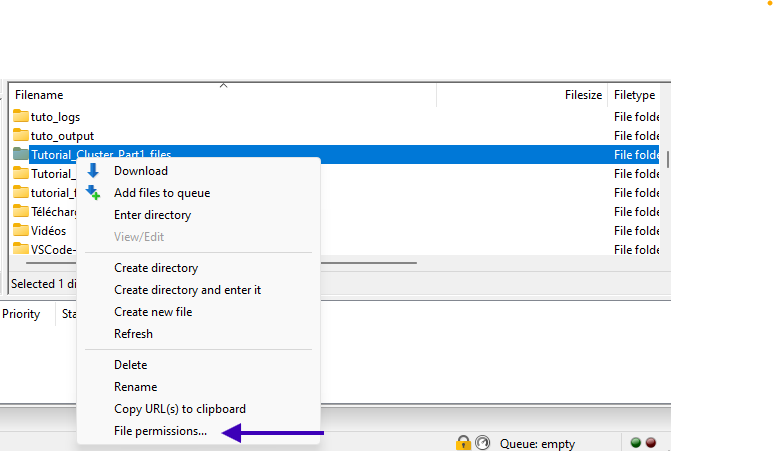 Filename Filesize Filetype
tuto_logs File folde
tuto_output File folde
Tutorial_Cluster_Part1_files File folde
Tutorial_ File folde
tutorial_f File folde
Télécharg File folde
Vidéos File folde
VSCode- File folde
Selected 1 di
Priority Sta
Download
Add files to queue
Enter directory
View/Edit
Create directory
Create directory and enter it
Create new file
Refresh
Delete
Rename
Copy URL(s) to clipboard
File permissions...
Queue: empty